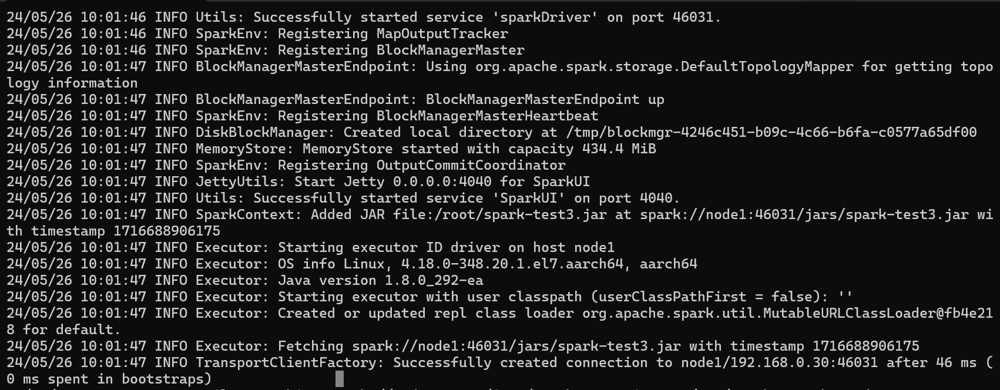 24/05/26 10:01:46 INFO Utils: Successfully started service 'sparkDriver' on port 46031.
24/05/26 10:01:46 INFO SparkEnv: Registering MapOutputTracker
24/05/26 10:01:46 INFO SparkEnv: Registering BlockManagerMaster
24/05/26 10:01:47 INFO BlockManagerMasterEndpoint: Using org.apache.spark.storage.DefaultTopologyMapper for getting topo
logy information
24/05/26 10:01:47 INFO BlockManagerMasterEndpoint: BlockManagerMasterEndpoint up
24/05/26 10:01:47 INFO SparkEnv: Registering BlockManagerMasterHeartbeat
24/05/26 10:01:47 INFO DiskBlockManager: Created local directory at /tmp/blockmgr-4246c451-b09c-4c66-b6fa-c0577a65df00
24/05/26 10:01:47 INFO MemoryStore: MemoryStore started with capacity 434.4 MiB
24/05/26 10:01:47 INFO SparkEnv: Registering OutputCommitCoordinator
24/05/26 10:01:47 INFO JettyUtils: Start Jetty 0.0.0.0:4040 for SparkUI
24/05/26 10:01:47 INFO Utils: Successfully started service 'SparkUI' on port 4040.
24/05/26 10:01:47 INFO SparkContext: Added JAR file:/root/spark-test3.jar at spark://node1:46031/jars/spark-test3.jar wi
th timestamp 1716688906175
24/05/26 10:01:47 INFO Executor: Starting executor ID driver on host node1
24/05/26 10:01:47 INFO Executor: OS info Linux, 4.18.0-348.20.1.el7.aarch64, aarch64
24/05/26 10:01:47 INFO Executor: Java version 1.8.0_292-ea
24/05/26 10:01:47 INFO Executor: Starting executor with user classpath (userClassPathFirst = false): ''
24/05/26 10:01:47 INFO Executor: Created or updated repl class loader org.apache.spark.util.MutableURLClassLoader@fb4e21
8 for default.
24/05/26 10:01:47 INFO Executor: Fetching spark://node1:46031/jars/spark-test3.jar with timestamp 1716688906175
24/05/26 10:01:47 INFO TransportClientFactory: Successfully created connection to node1/192.168.0.30:46031 after 46 ms (
0 ms spent in bootstraps)